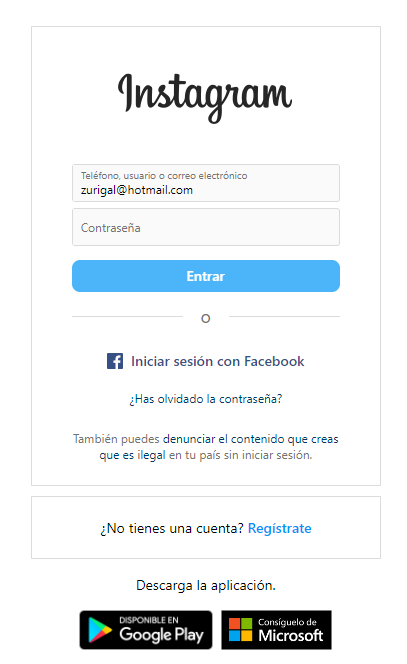 Instagram
Teléfono, usuario o correo electrónico
zurigal@hotmail.com
Contraseña
Entrar
O
Iniciar sesión con Facebook
¿Has olvidado la contraseña?
También puedes denunciar el contenido que creas
que es ilegal en tu país sin iniciar sesión.
¿No tienes una cuenta? Regístrate
Descarga la aplicación.
DISPONIBLE EN
Google Play
Consíguelo de
Microsoft